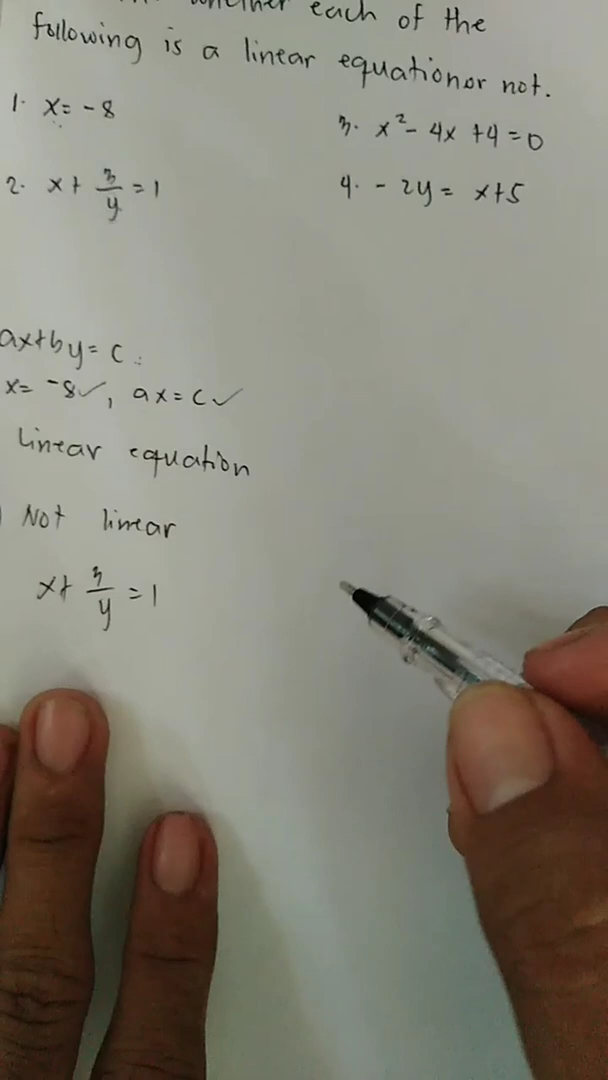 whether each of the
following is a linear equation or not.
1. x = -8
2. x + 3/y = 1
3. x² - 4x + 4 = 0
4. - 2y = x+5
ax+by = c
x = -8 ✓, ax = c ✓
Linear equation
Not linear
x + 3/y = 1